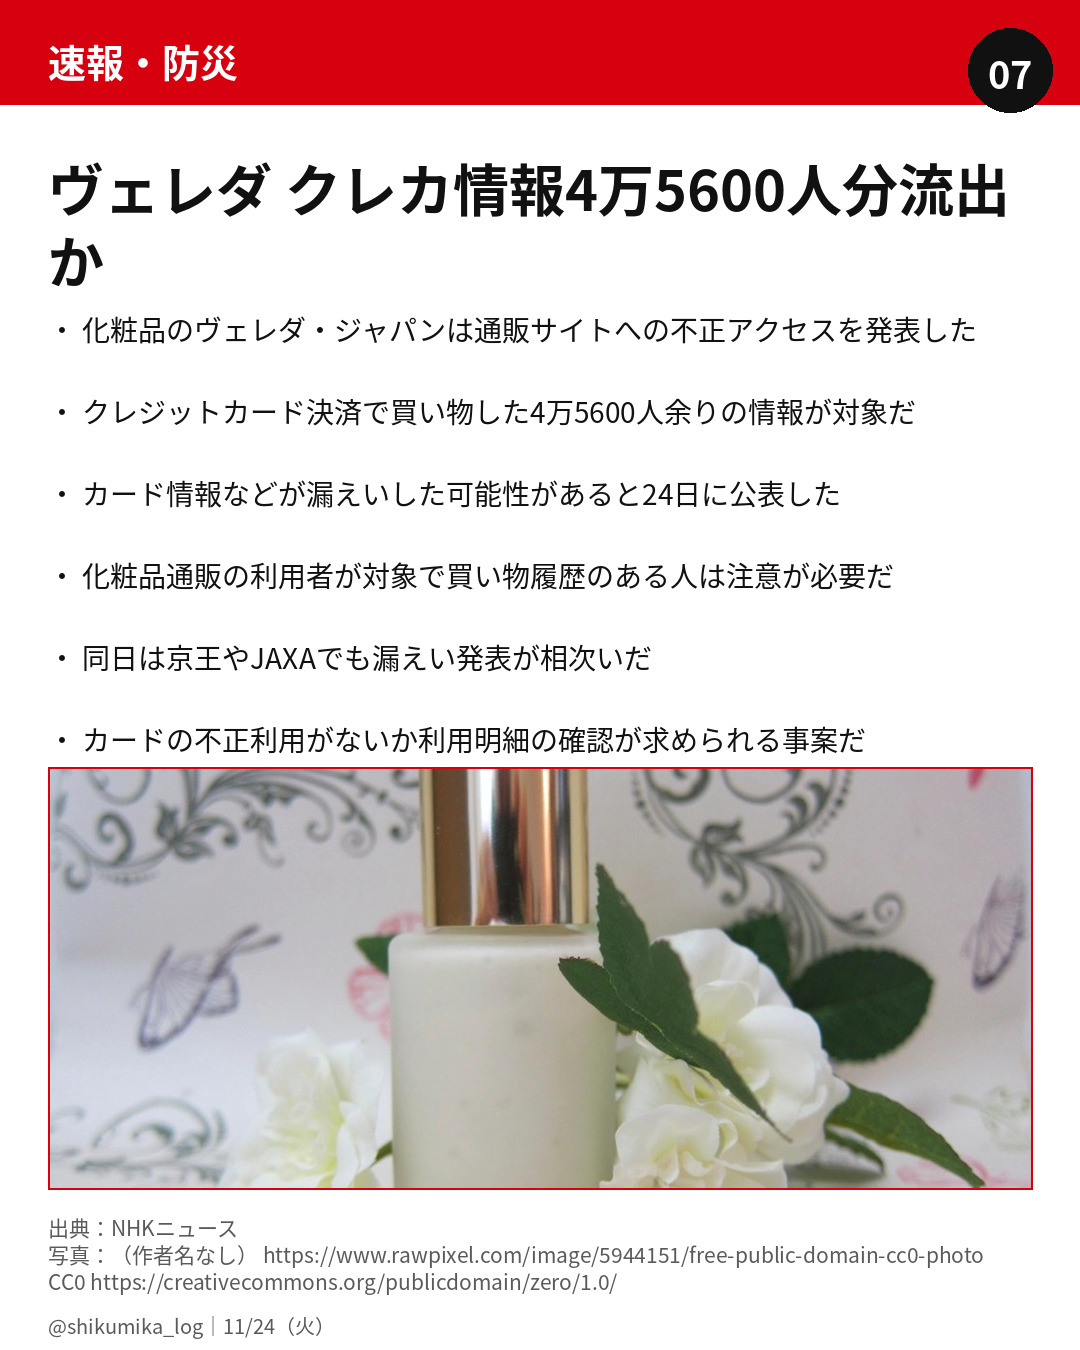 速報・防災
07
ヴェレダ クレカ情報4万5600人分流出
か
・ 化粧品のヴェレダ・ジャパンは通販サイトへの不正アクセスを発表した
・ クレジットカード決済で買い物した4万5600人余りの情報が対象だ
・ カード情報などが漏えいした可能性があると24日に公表した
・ 化粧品通販の利用者が対象で買い物履歴のある人は注意が必要だ
・ 同日は京王やJAXAでも漏えい発表が相次いだ
・ カードの不正利用がないか利用明細の確認が求められる事案だ
出典：NHKニュース
写真：（作者名なし） https://www.rawpixel.com/image/5944151/free-public-domain-cc0-photo
CC0 https://creativecommons.org/publicdomain/zero/1.0/
@shikumika_log｜11/24（火）